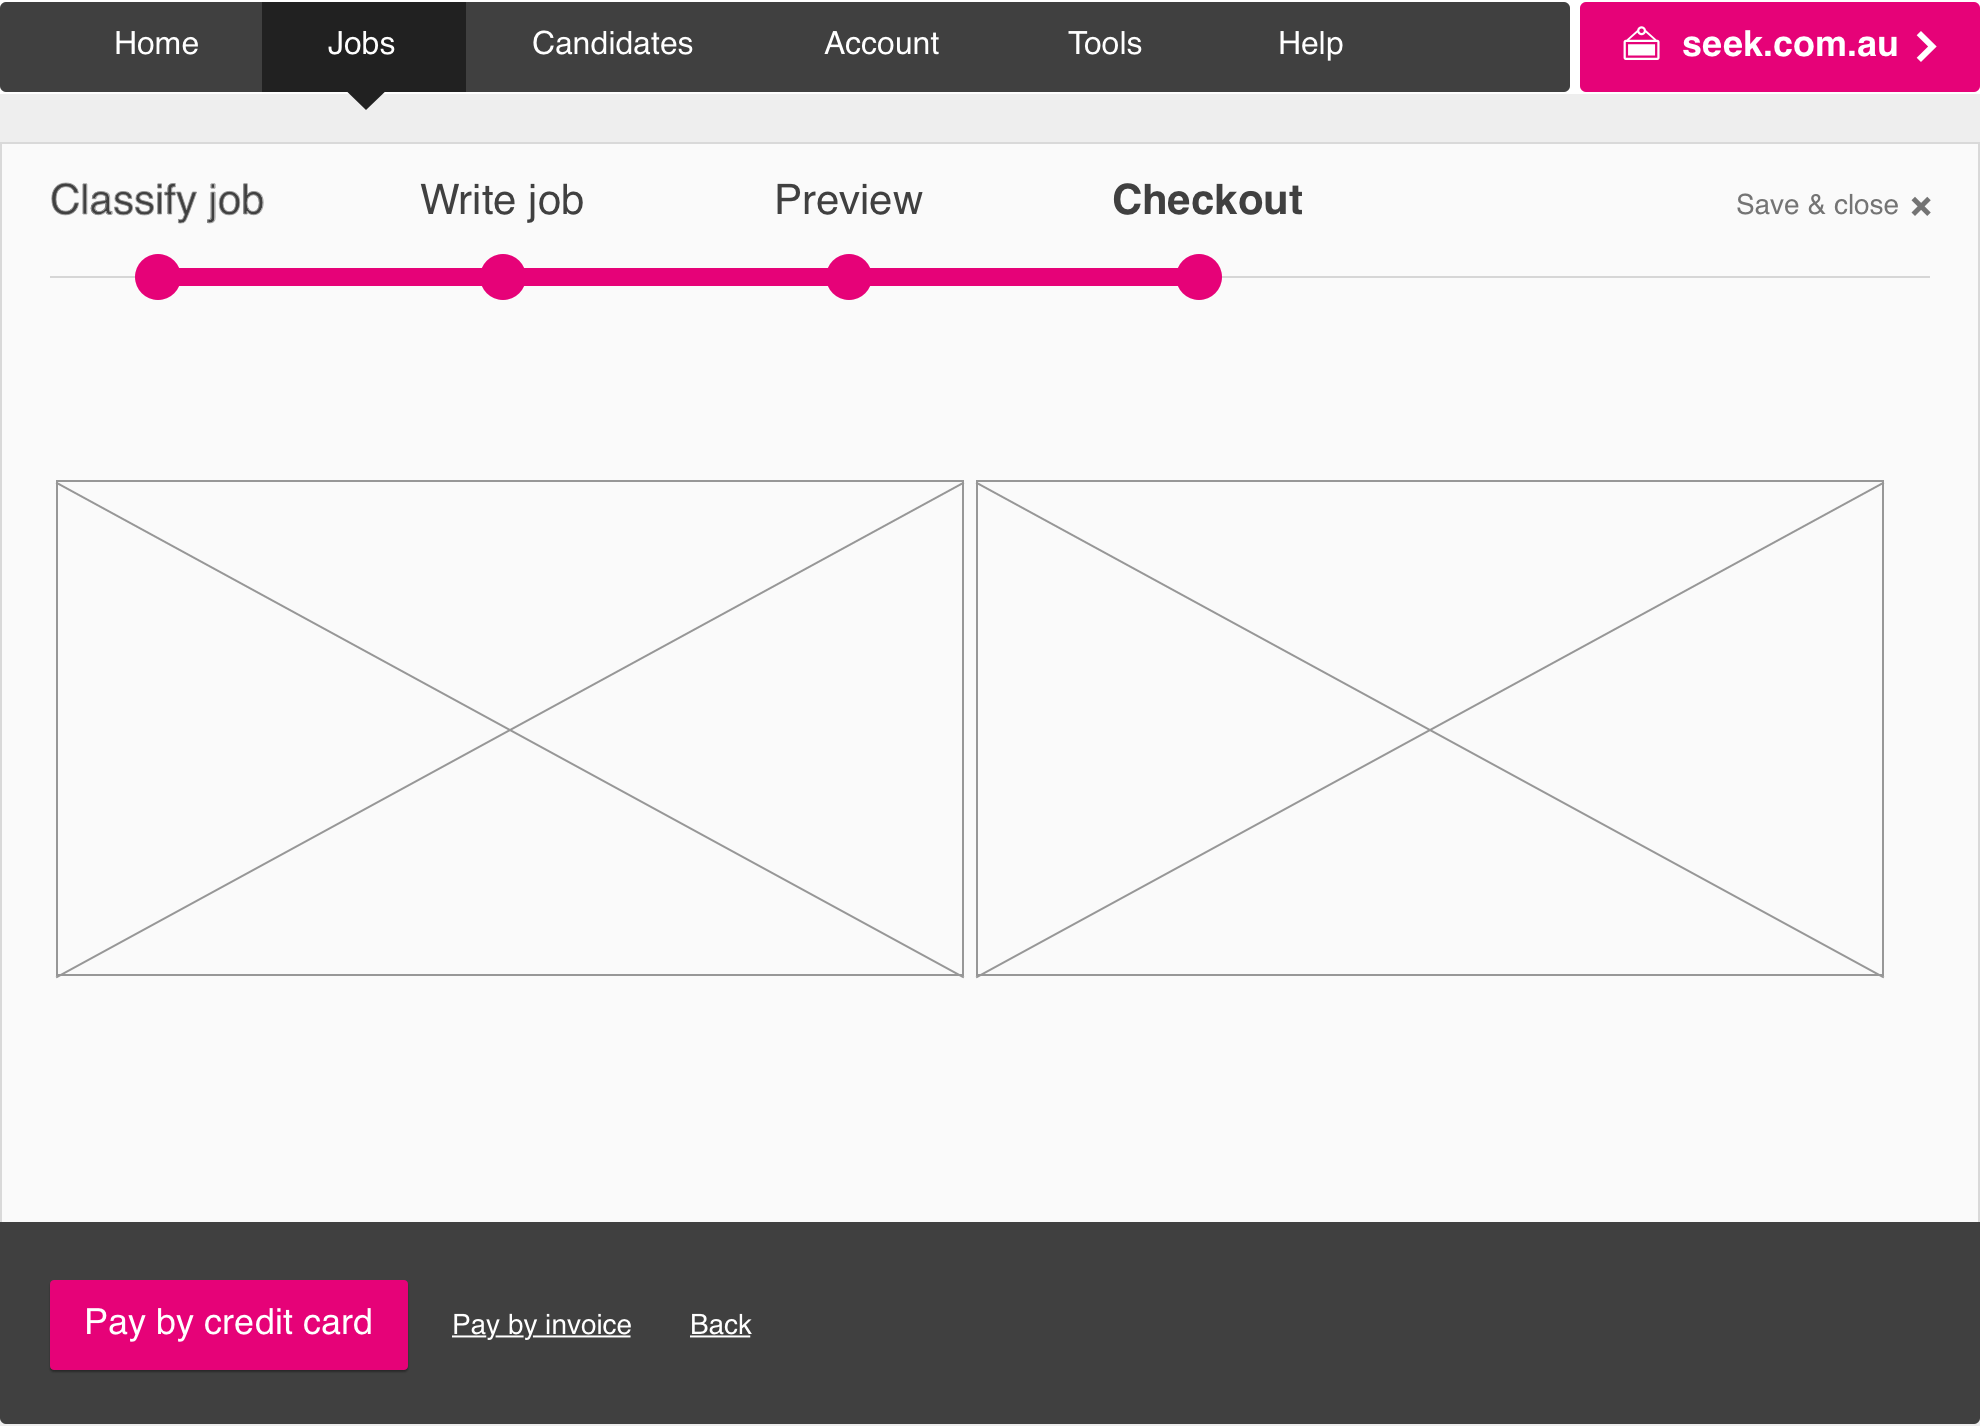 Home Jobs Candidates Account Tools Help seek.com.au
Classify job Write job Preview Checkout Save & close
Pay by credit card Pay by invoice Back